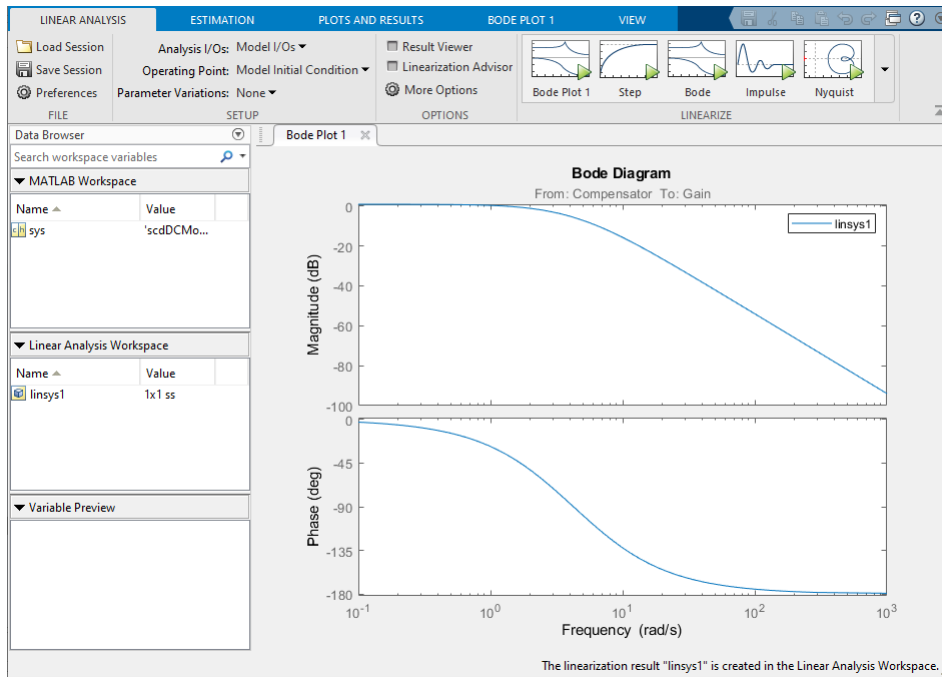 LINEAR ANALYSIS ESTIMATION PLOTS AND RESULTS BODE PLOT 1 VIEW
Load Session
Save Session
Preferences
FILE
Analysis I/Os: Model I/Os
Operating Point: Model Initial Condition
Parameter Variations: None
SETUP
Result Viewer
Linearization Advisor
More Options
OPTIONS
Bode Plot 1 Step Bode Impulse Nyquist
LINEARIZE
Data Browser
Search workspace variables
MATLAB Workspace
Name Value
sys 'scdDCMo...
Linear Analysis Workspace
Name Value
linsys1 1x1 ss
Variable Preview
Bode Plot 1
Bode Diagram
From: Compensator To: Gain
linsys1
Magnitude (dB)
0
-20
-40
-60
-80
-100
Phase (deg)
0
-45
-90
-135
-180
10^-1 10^0 10^1 10^2 10^3
Frequency (rad/s)
The linearization result "linsys1" is created in the Linear Analysis Workspace.